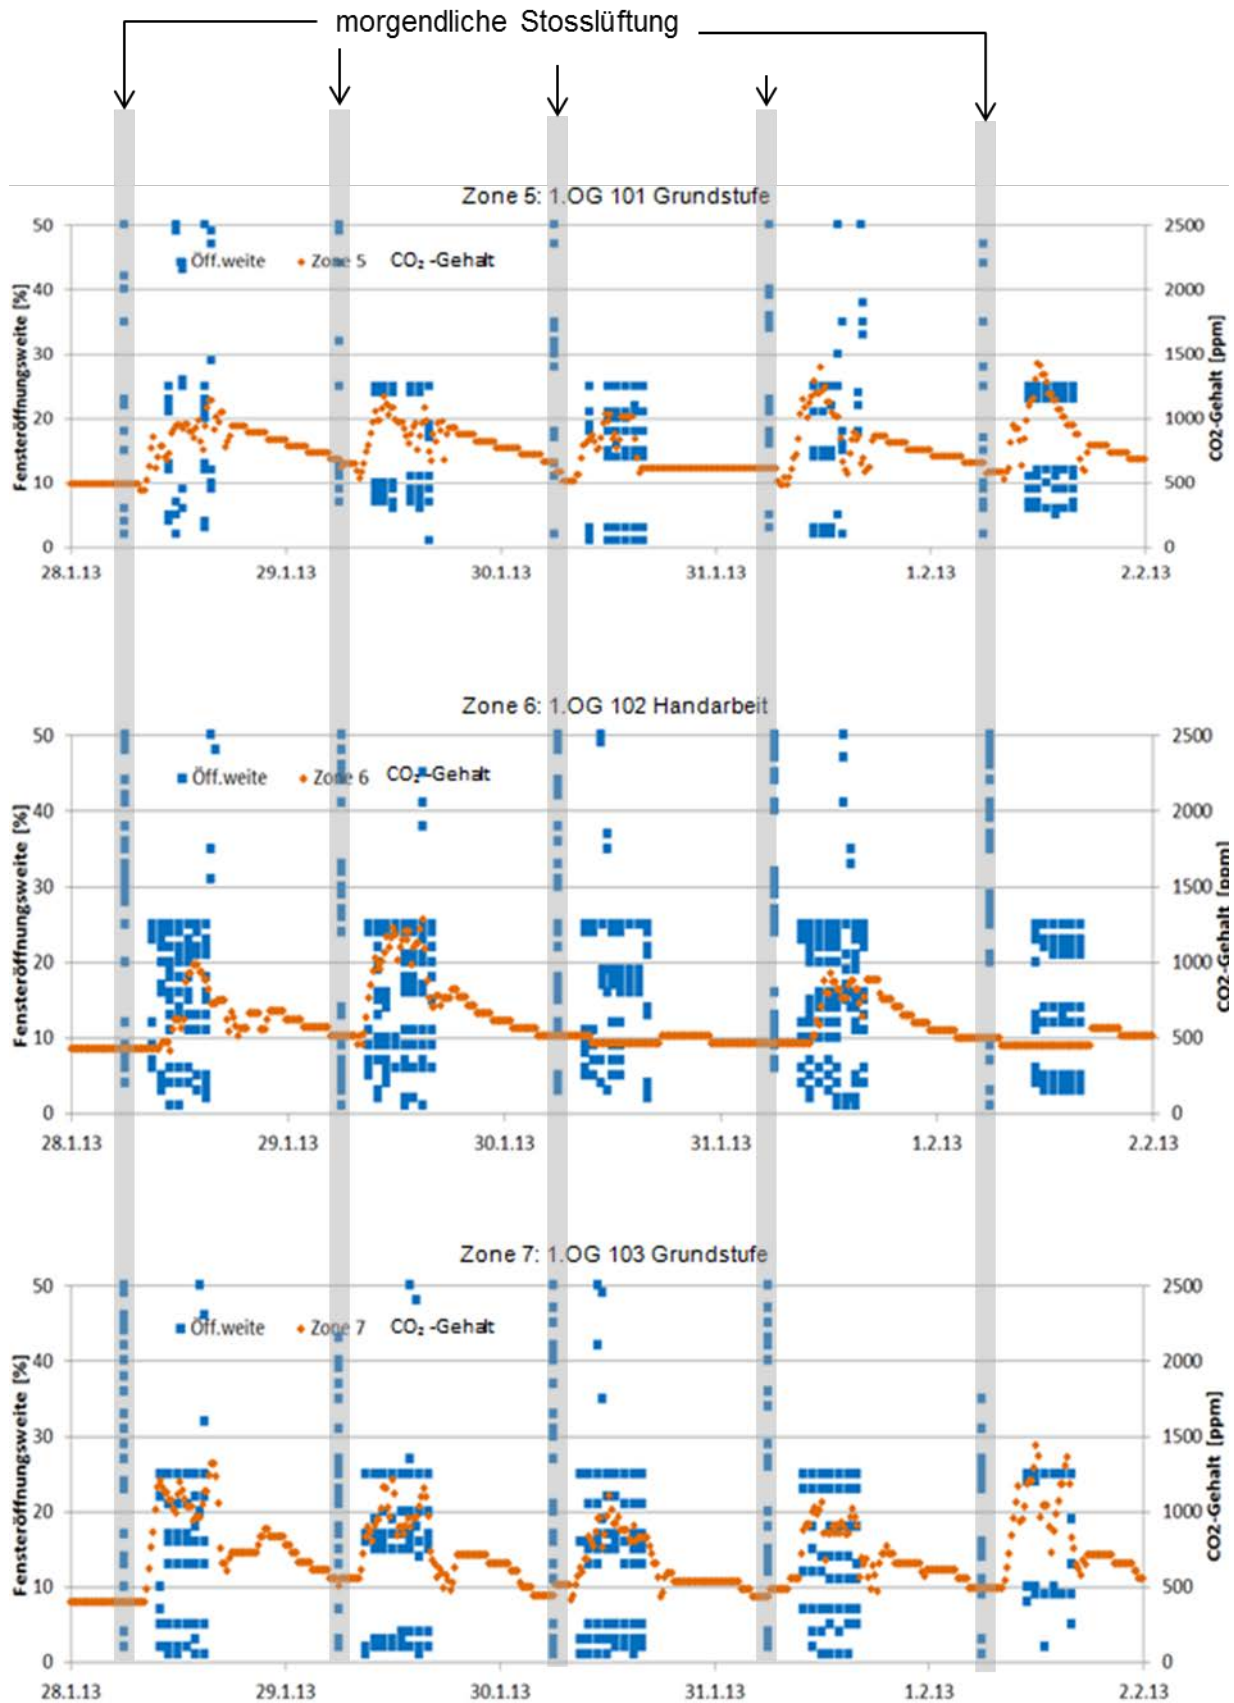 morgendliche Stosslüftung
Zone 5: 1.OG 101 Grundstufe
Fensteröffnungsweite [%]
50
40
30
20
10
0
Öff.weite
Zone 5
CO₂ -Gehalt
2500
2000
1500
1000
500
0
CO2-Gehalt [ppm]
28.1.13
29.1.13
30.1.13
31.1.13
1.2.13
2.2.13
Zone 6: 1.OG 102 Handarbeit
Fensteröffnungsweite [%]
50
40
30
20
10
0
Öff.weite
Zone 6
CO₂-Gehalt
2500
2000
1500
1000
500
0
CO2-Gehalt [ppm]
28.1.13
29.1.13
30.1.13
31.1.13
1.2.13
2.2.13
Zone 7: 1.OG 103 Grundstufe
Fensteröffnungsweite [%]
50
40
30
20
10
0
Öff.weite
Zone 7
CO₂ -Gehalt
2500
2000
1500
1000
500
0
CO2-Gehalt [ppm]
28.1.13
29.1.13
30.1.13
31.1.13
1.2.13
2.2.13